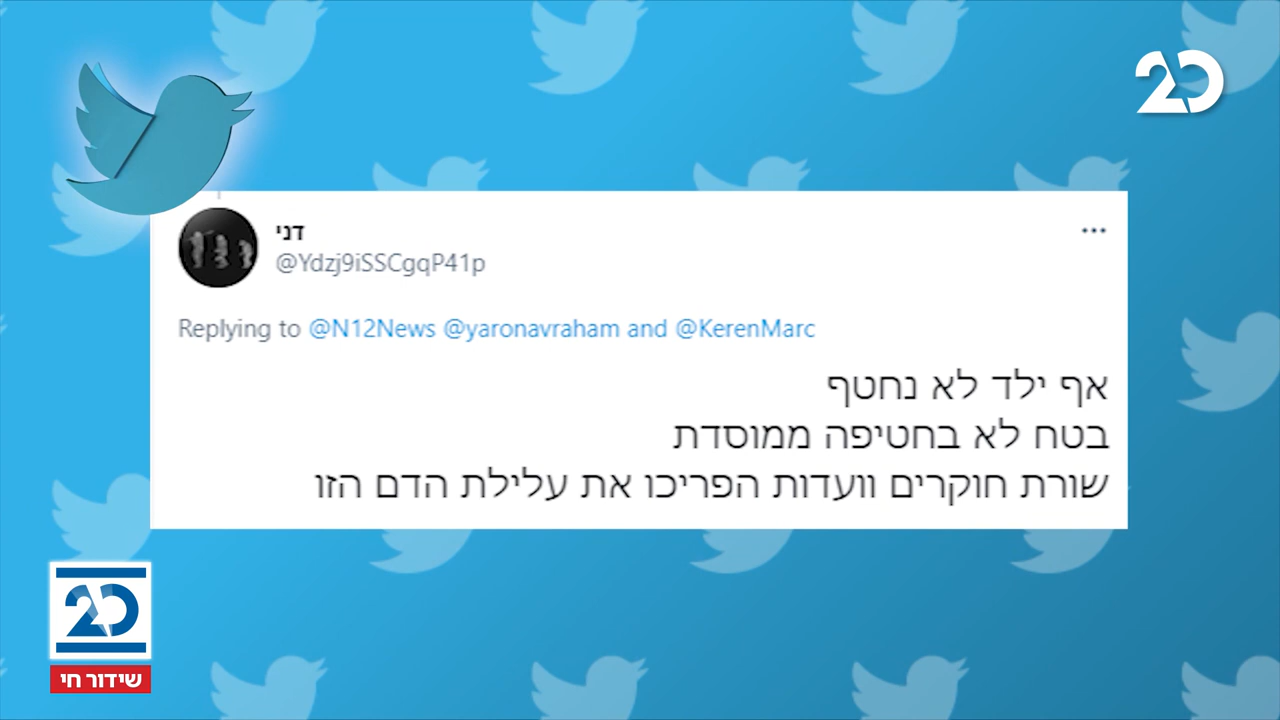 20
דני
@Ydzj9iSSCgqP41p
Replying to @N12News @yaronavraham and @KerenMarc
אף ילד לא נחטף
בטח לא בחטיפה ממוסדת
שורת חוקרים וועדות הפריכו את עלילת הדם הזו
20
שידור חי